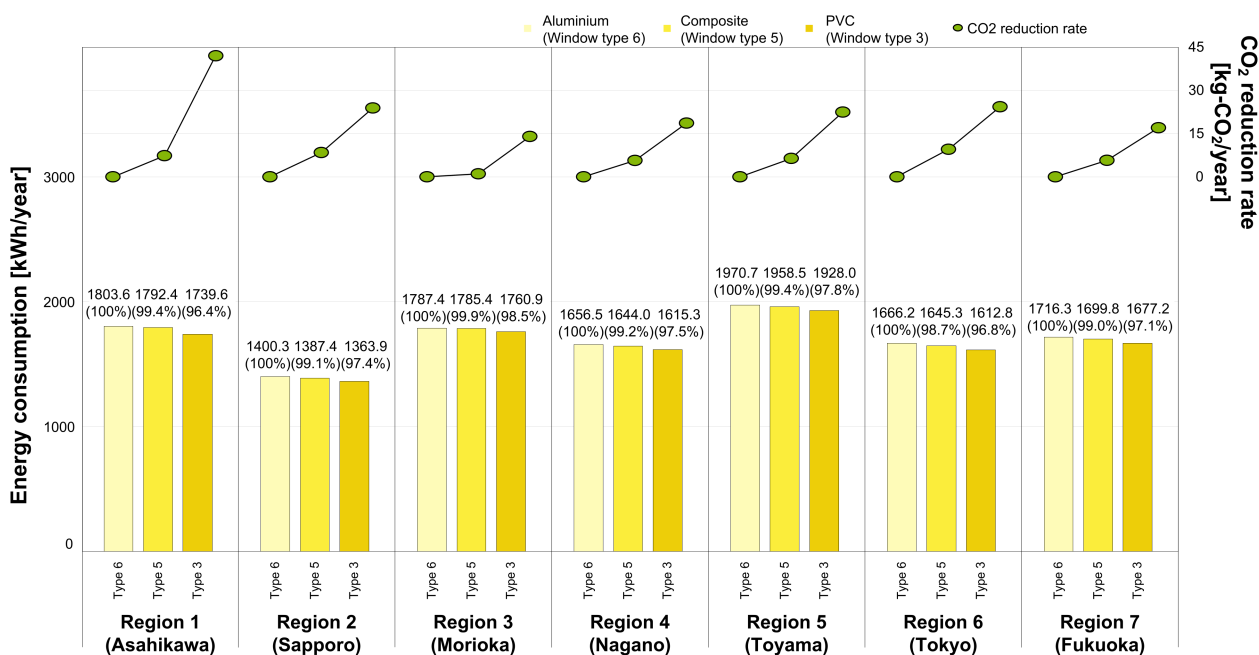 Aluminium
(Window type 6)
Composite
(Window type 5)
PVC
(Window type 3)
CO2 reduction rate
Energy consumption [kWh/year]
3000
2000
1000
0
CO₂ reduction rate
[kg-CO₂/year]
45
30
15
0
1803.6 1792.4 1739.6
(100%) (99.4%) (96.4%)
1400.3 1387.4 1363.9
(100%)(99.1%)(97.4%)
1787.4 1785.4 1760.9
(100%) (99.9%) (98.5%)
1656.5 1644.0 1615.3
(100%) (99.2%) (97.5%)
1970.7 1958.5 1928.0
(100%) (99.4%) (97.8%)
1666.2 1645.3 1612.8
(100%) (98.7%) (96.8%)
1716.3 1699.8 1677.2
(100%) (99.0%) (97.1%)
Type 6 Type 5 Type 3
Type 6 Type 5 Type 3
Type 6 Type 5 Type 3
Type 6 Type 5 Type 3
Type 6 Type 5 Type 3
Type 6 Type 5 Type 3
Type 6 Type 5 Type 3
Region 1
(Asahikawa)
Region 2
(Sapporo)
Region 3
(Morioka)
Region 4
(Nagano)
Region 5
(Toyama)
Region 6
(Tokyo)
Region 7
(Fukuoka)